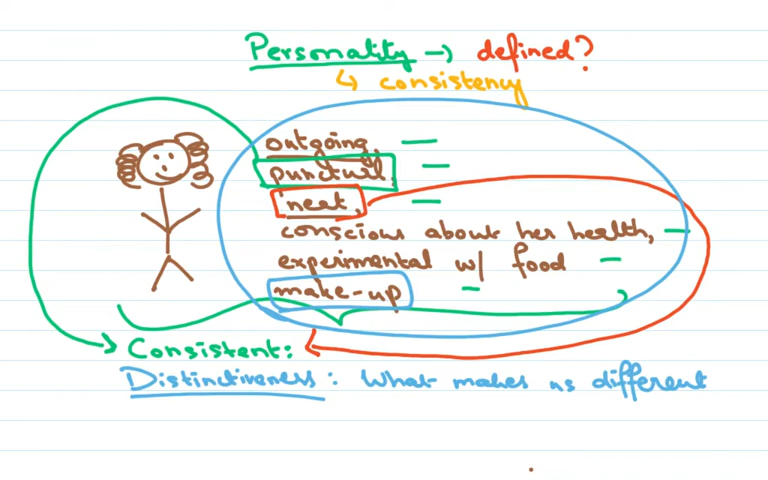 Personality → defined?
↳ consistency
outgoing,
punctual,
neat,
conscious about her health,
experimental w/ food
make-up
Consistent:
Distinctiveness: What makes us different